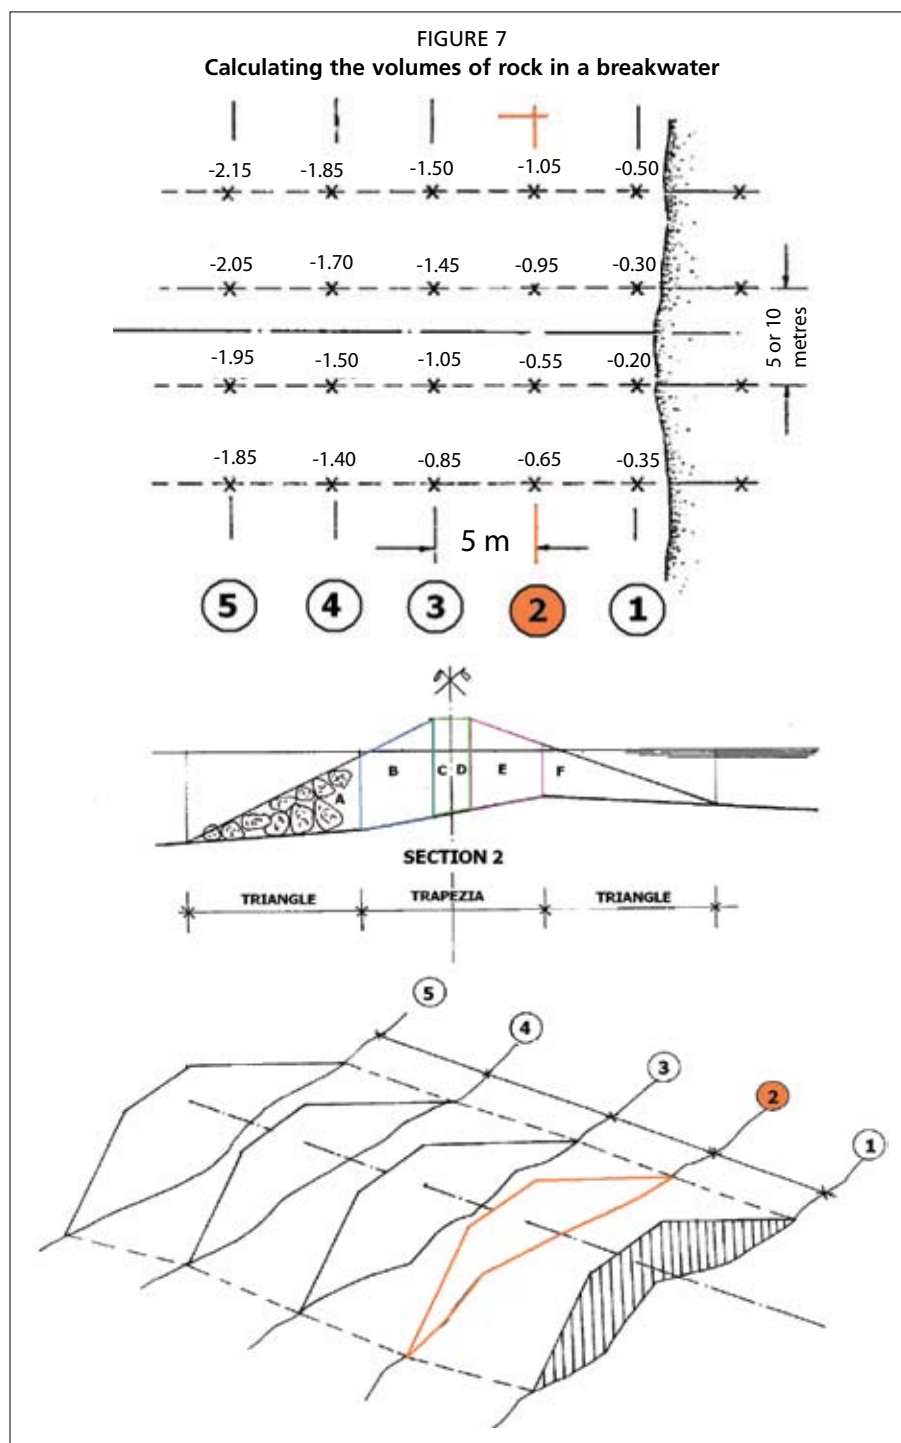 FIGURE 7
Calculating the volumes of rock in a breakwater
-2.15 -1.85 -1.50 -1.05 -0.50
-2.05 -1.70 -1.45 -0.95 -0.30
5 or 10
metres
-1.95 -1.50 -1.05 -0.55 -0.20
-1.85 -1.40 -0.85 -0.65 -0.35
5 m
5 4 3 2 1
A B C D E F
SECTION 2
TRIANGLE TRAPEZIA TRIANGLE
5
4
3
2
1